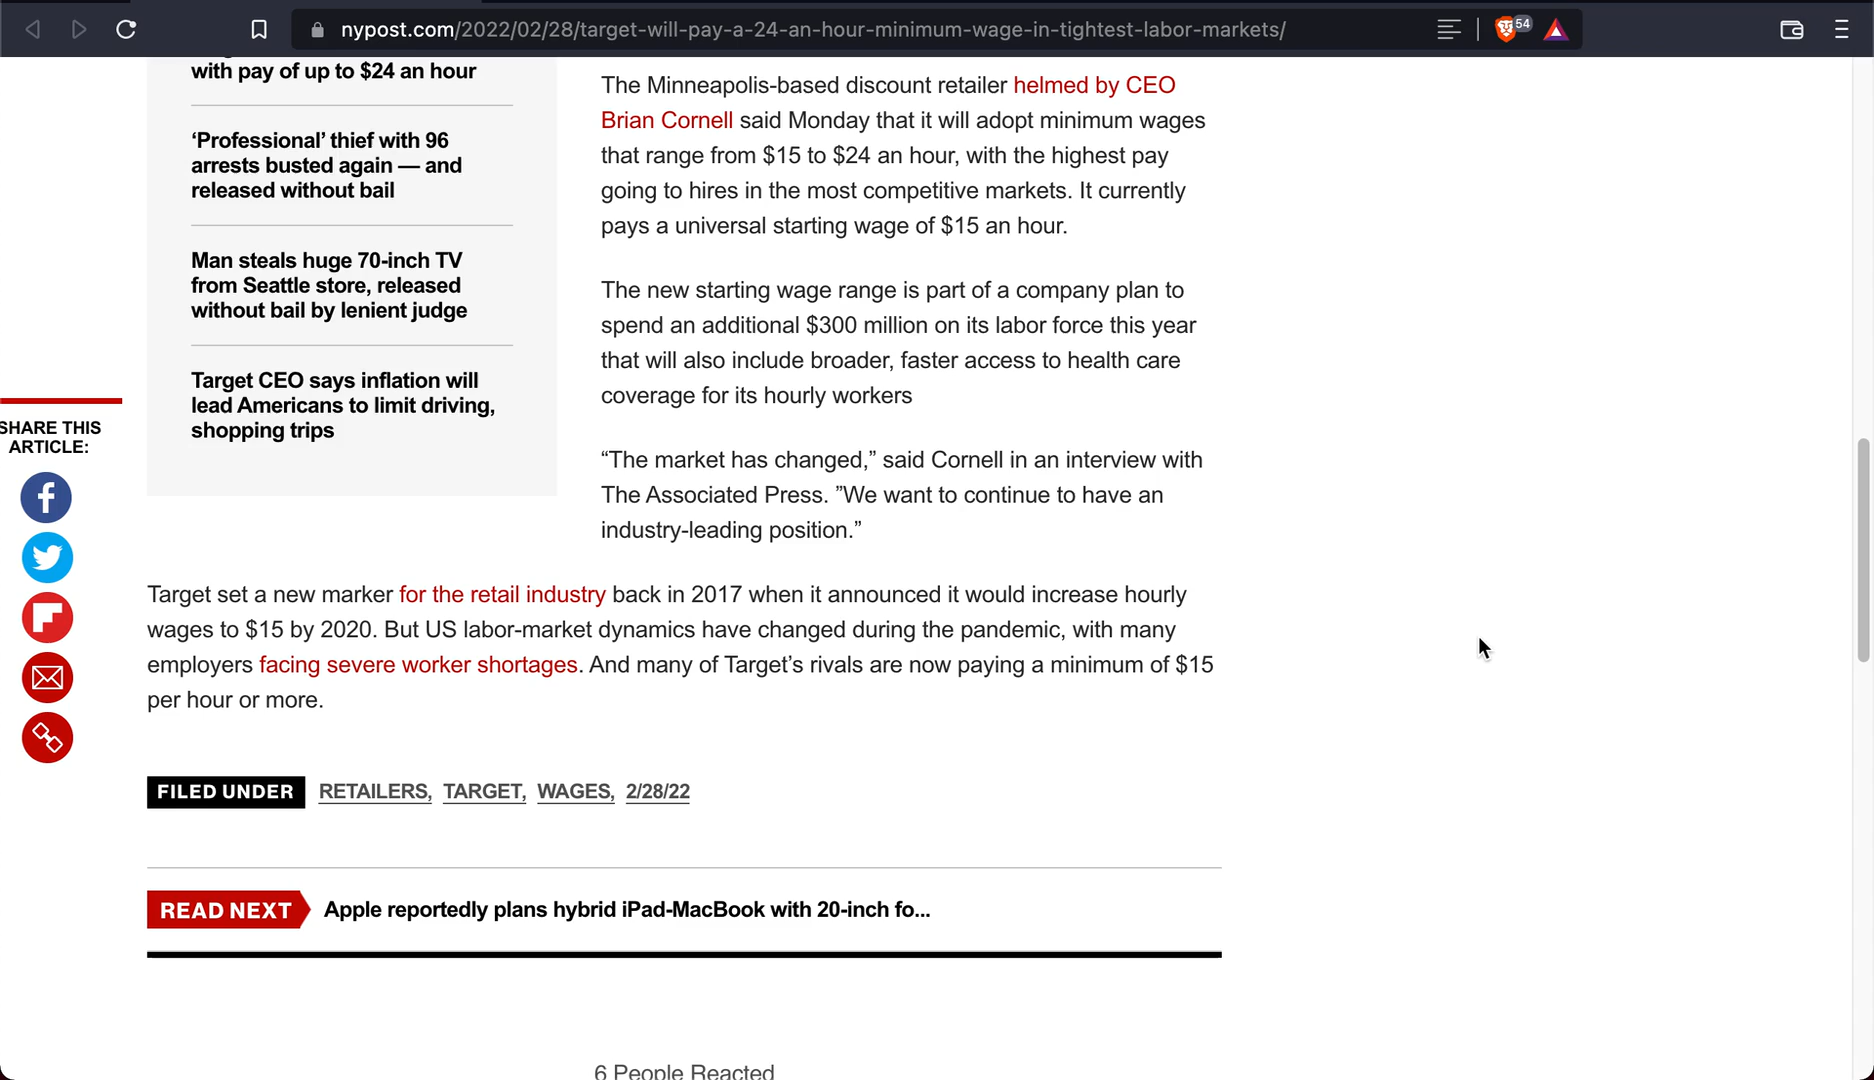 nypost.com/2022/02/28/target-will-pay-a-24-an-hour-minimum-wage-in-tightest-labor-markets/
54
with pay of up to $24 an hour
‘Professional’ thief with 96
arrests busted again — and
released without bail
Man steals huge 70-inch TV
from Seattle store, released
without bail by lenient judge
Target CEO says inflation will
lead Americans to limit driving,
shopping trips
SHARE THIS
ARTICLE:
The Minneapolis-based discount retailer helmed by CEO
Brian Cornell said Monday that it will adopt minimum wages
that range from $15 to $24 an hour, with the highest pay
going to hires in the most competitive markets. It currently
pays a universal starting wage of $15 an hour.
The new starting wage range is part of a company plan to
spend an additional $300 million on its labor force this year
that will also include broader, faster access to health care
coverage for its hourly workers
“The market has changed,” said Cornell in an interview with
The Associated Press. ”We want to continue to have an
industry-leading position.”
Target set a new marker for the retail industry back in 2017 when it announced it would increase hourly
wages to $15 by 2020. But US labor-market dynamics have changed during the pandemic, with many
employers facing severe worker shortages. And many of Target’s rivals are now paying a minimum of $15
per hour or more.
FILED UNDER RETAILERS, TARGET, WAGES, 2/28/22
READ NEXT Apple reportedly plans hybrid iPad-MacBook with 20-inch fo...
6 People Reacted